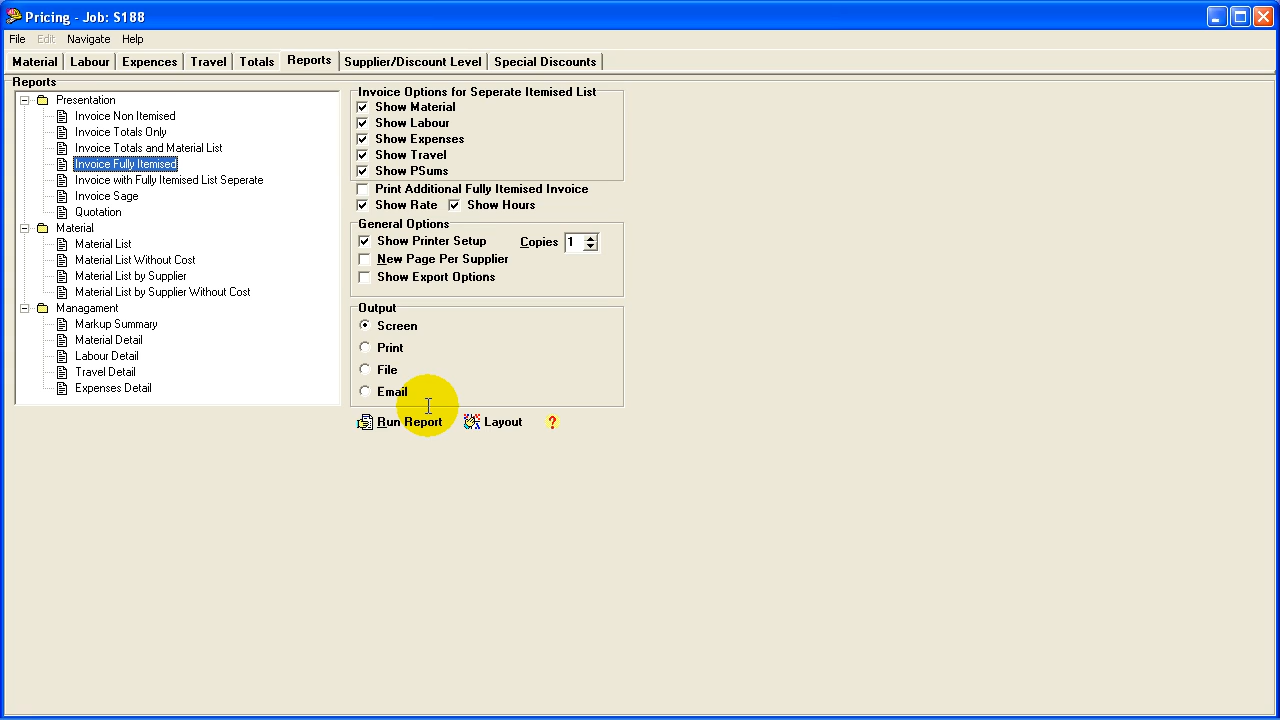 Pricing - Job: S188
File Edit Navigate Help
Material Labour Expences Travel Totals Reports Supplier/Discount Level Special Discounts
Reports
Presentation
Invoice Non Itemised
Invoice Totals Only
Invoice Totals and Material List
Invoice Fully Itemised
Invoice with Fully Itemised List Seperate
Invoice Sage
Quotation
Material
Material List
Material List Without Cost
Material List by Supplier
Material List by Supplier Without Cost
Managament
Markup Summary
Material Detail
Labour Detail
Travel Detail
Expenses Detail
Invoice Options for Seperate Itemised List
Show Material
Show Labour
Show Expenses
Show Travel
Show PSums
Print Additional Fully Itemised Invoice
Show Rate Show Hours
General Options
Show Printer Setup Copies 1
New Page Per Supplier
Show Export Options
Output
Screen
Print
File
Email
Run Report Layout ?